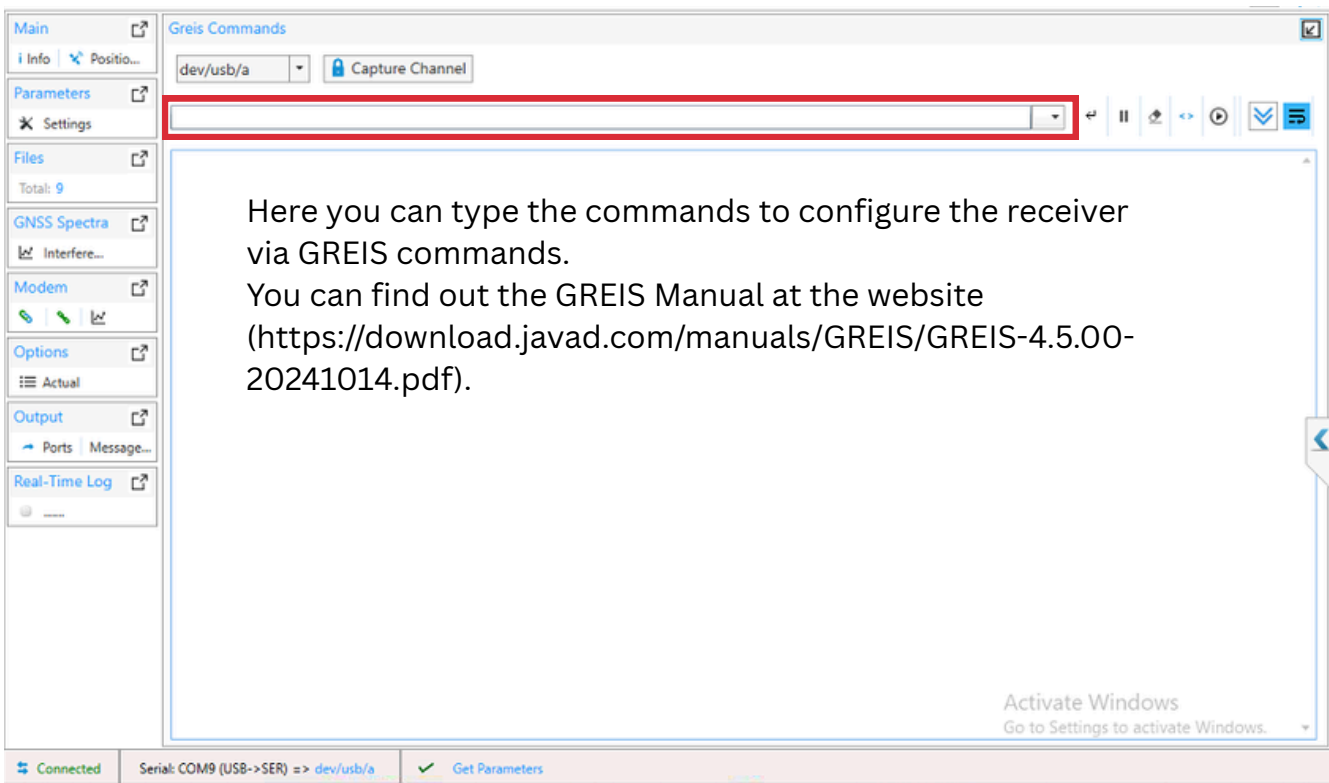 Main
Info
Positio...
Parameters
Settings
Files
Total: 9
GNSS Spectra
Interfere...
Modem
Options
Actual
Output
Ports
Message...
Real-Time Log
......
Greis Commands
dev/usb/a
Capture Channel
Here you can type the commands to configure the receiver
via GREIS commands.
You can find out the GREIS Manual at the website
(https://download.javad.com/manuals/GREIS/GREIS-4.5.00-
20241014.pdf).
Activate Windows
Go to Settings to activate Windows.
Connected
Serial: COM9 (USB->SER) => dev/usb/a
Get Parameters